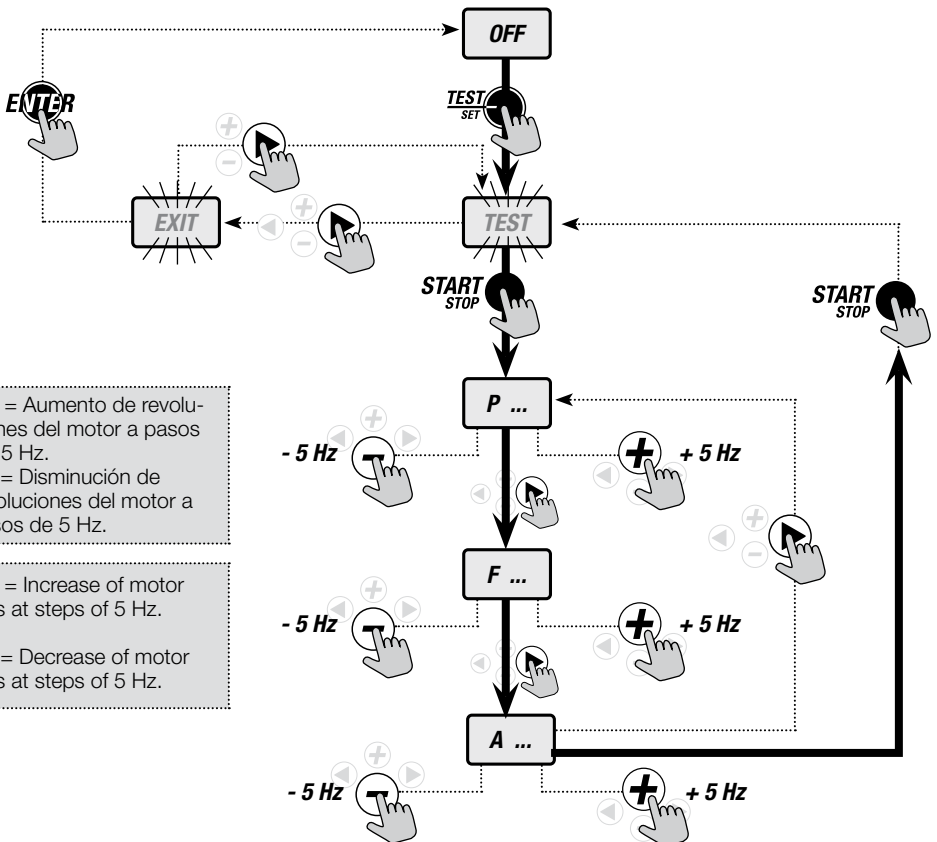 OFF
ENTER
TEST
SET
EXIT
TEST
START
STOP
START
STOP
P ...
- 5 Hz
+ 5 Hz
= Aumento de revolu-
nes del motor a pasos
5 Hz.
= Disminución de
oluciones del motor a
sos de 5 Hz.
F ...
- 5 Hz
+ 5 Hz
= Increase of motor
s at steps of 5 Hz.
= Decrease of motor
s at steps of 5 Hz.
A ...
- 5 Hz
+ 5 Hz